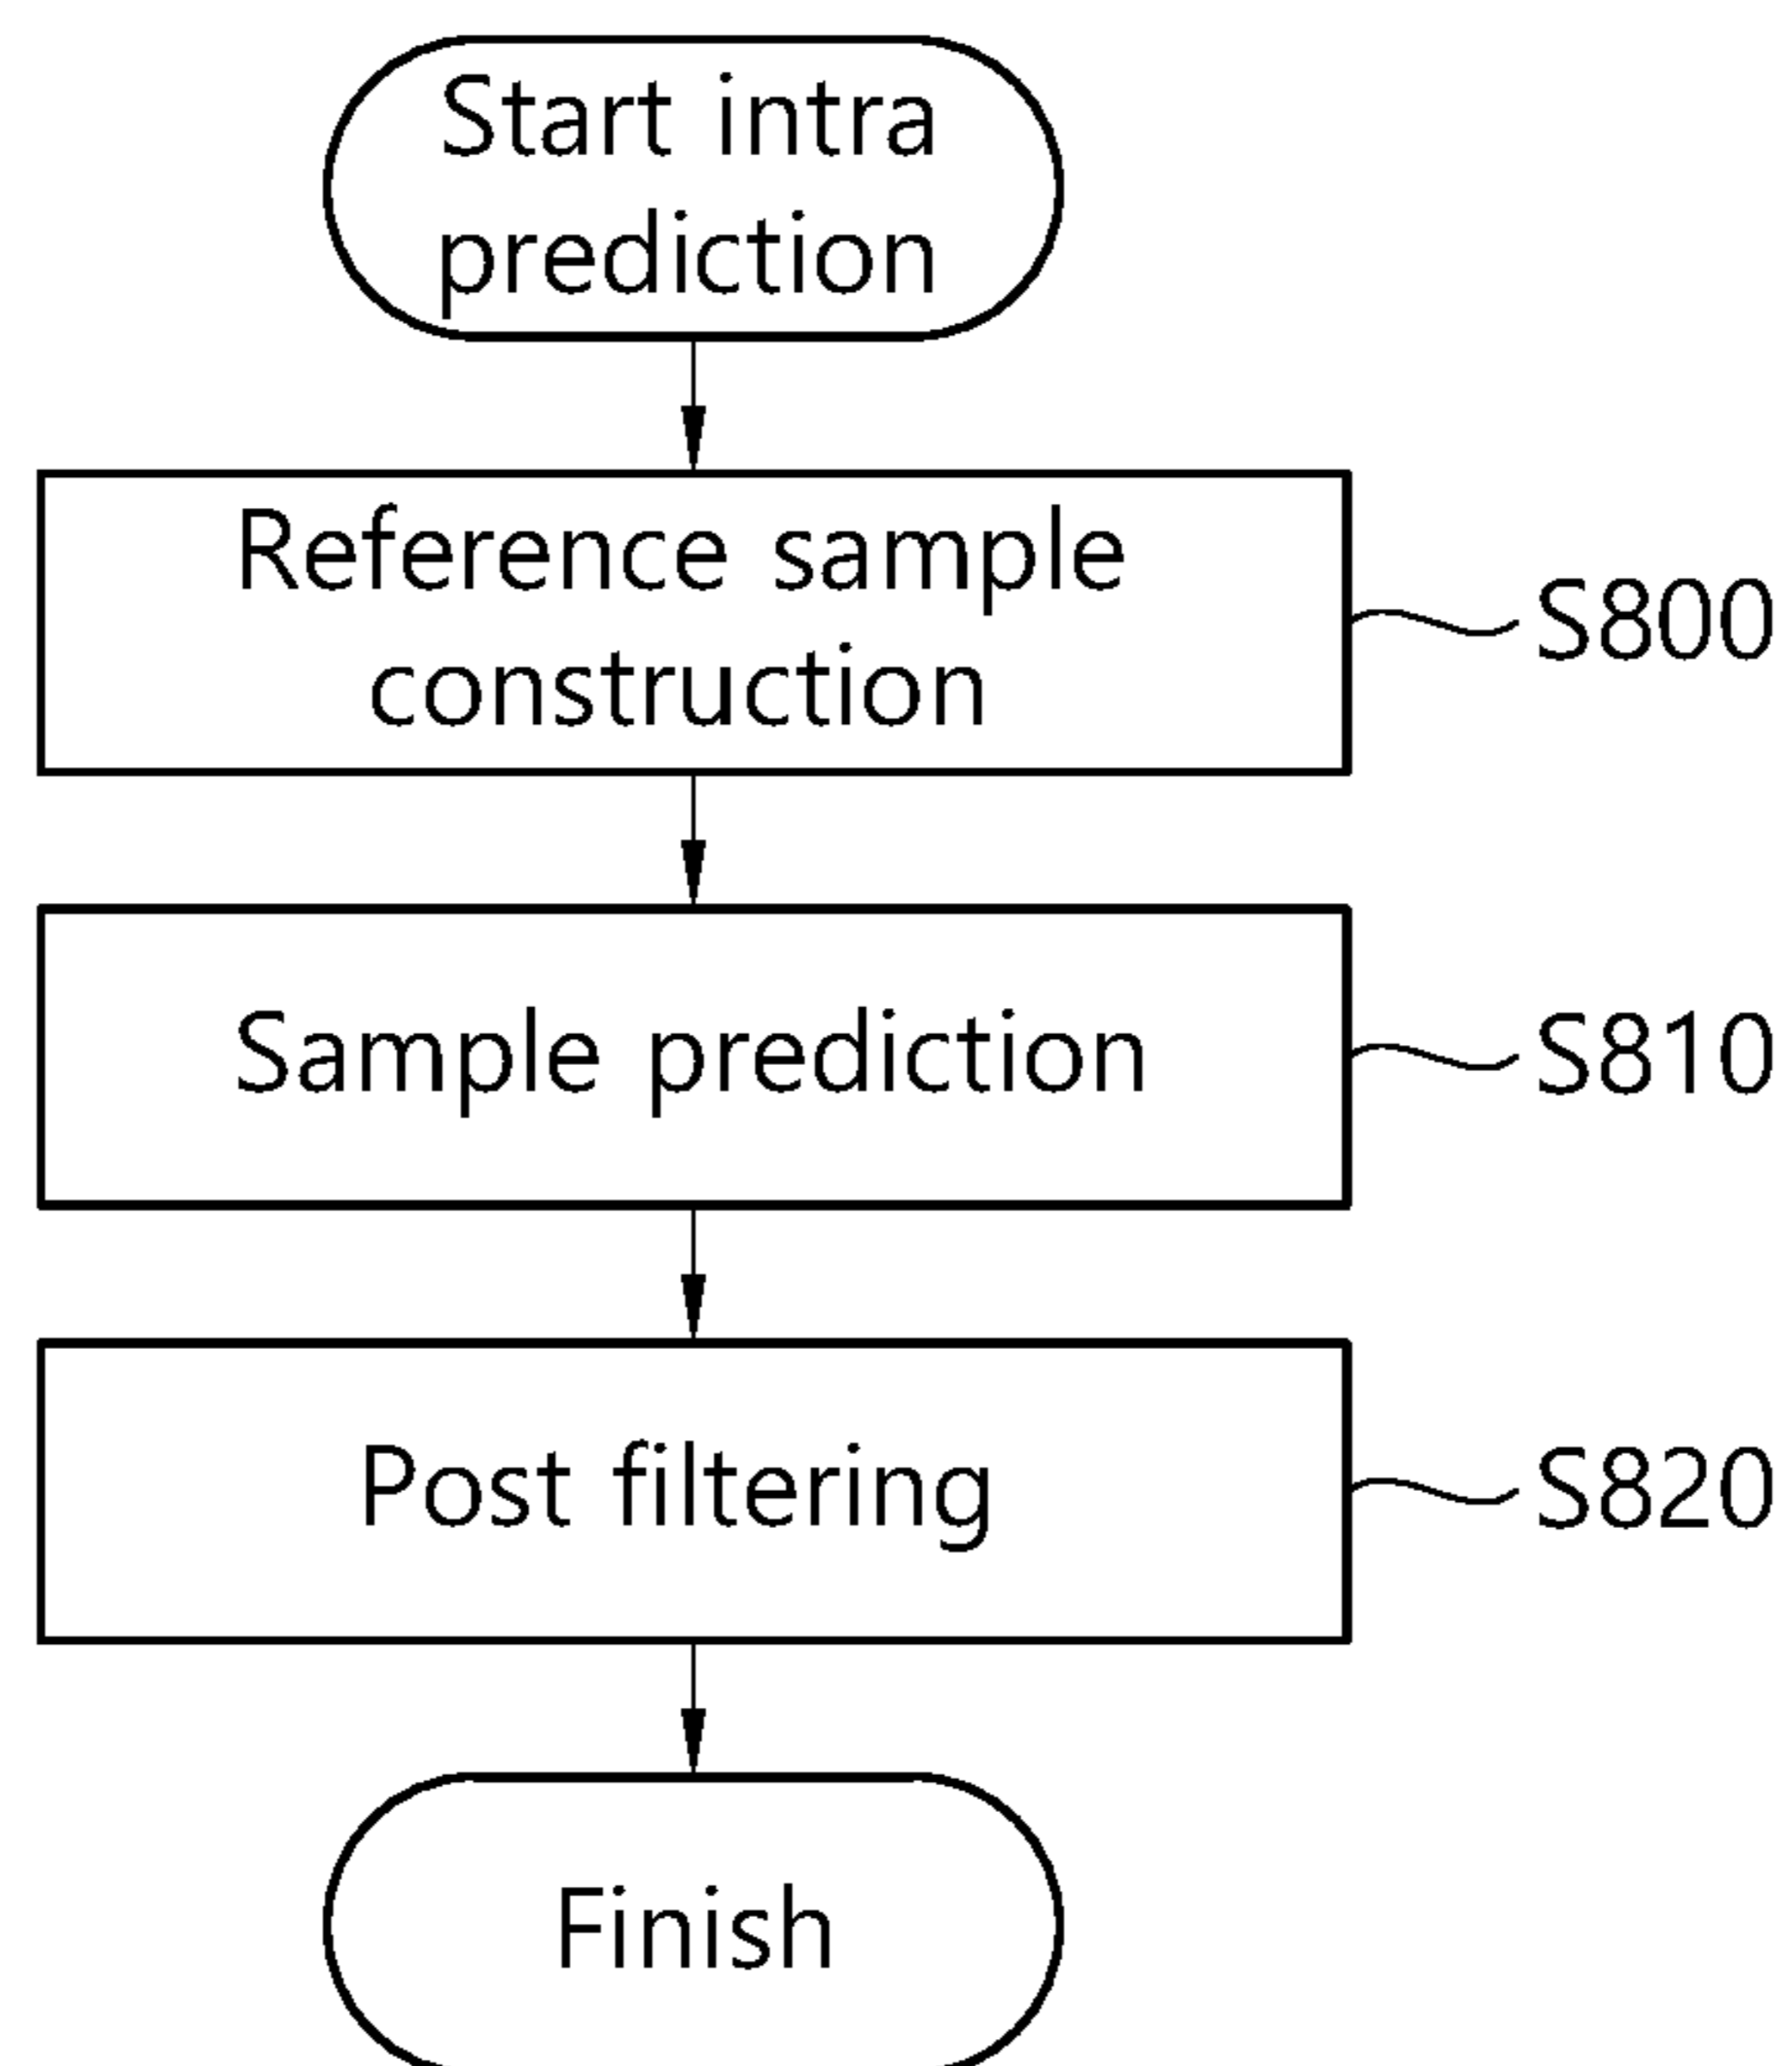 Start intra
prediction
Reference sample
construction
S800
Sample prediction
S810
Post filtering
S820
Finish